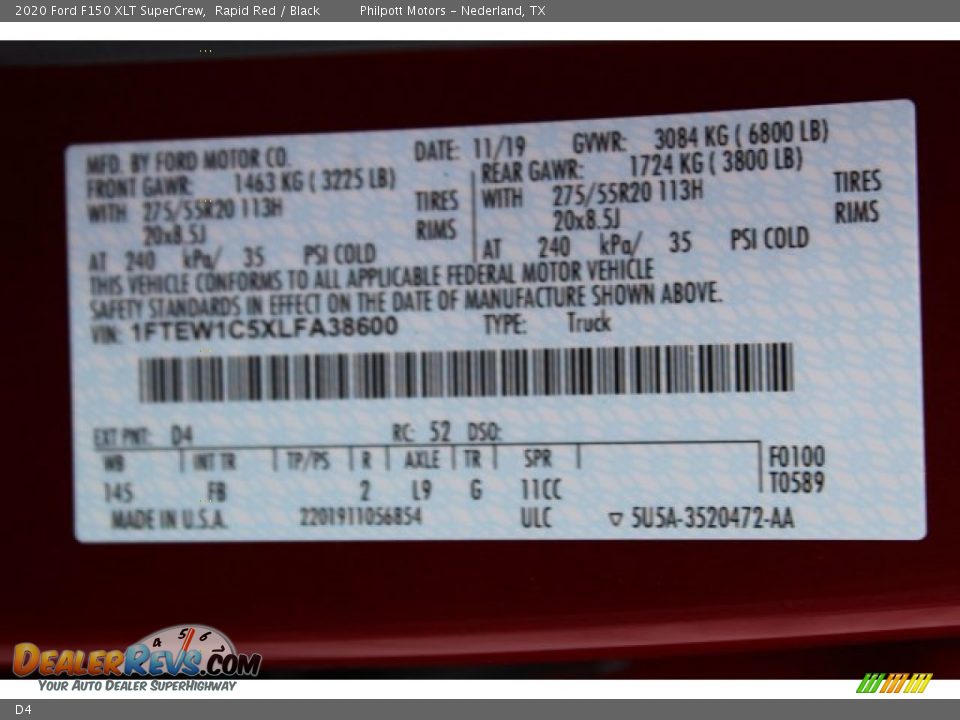 2020 Ford F150 XLT SuperCrew, Rapid Red / Black Philpott Motors - Nederland, TX
MFD. BY FORD MOTOR CO. DATE: 11/19 GVWR: 3084 KG ( 6800 LB)
FRONT GAWR: 1463 KG ( 3225 LB) REAR GAWR: 1724 KG ( 3800 LB)
WITH 275/55R20 113H TIRES WITH 275/55R20 113H TIRES
20x8.5J RIMS 20x8.5J RIMS
AT 240 kPa/ 35 PSI COLD AT 240 kPa/ 35 PSI COLD
THIS VEHICLE CONFORMS TO ALL APPLICABLE FEDERAL MOTOR VEHICLE
SAFETY STANDARDS IN EFFECT ON THE DATE OF MANUFACTURE SHOWN ABOVE.
VIN: 1FTEW1C5XLFA38600 TYPE: Truck
EXT PNT: D4 RC: 52 DSO:
WB INT TR TP/PS R AXLE TR SPR F0100
145 FB 2 L9 G 11CC T0589
MADE IN U.S.A. 2201911056854 ULC ▽ 5U5A-3520472-AA
4 5 6
DEALERREVS.COM
YOUR AUTO DEALER SUPERHIGHWAY
D4